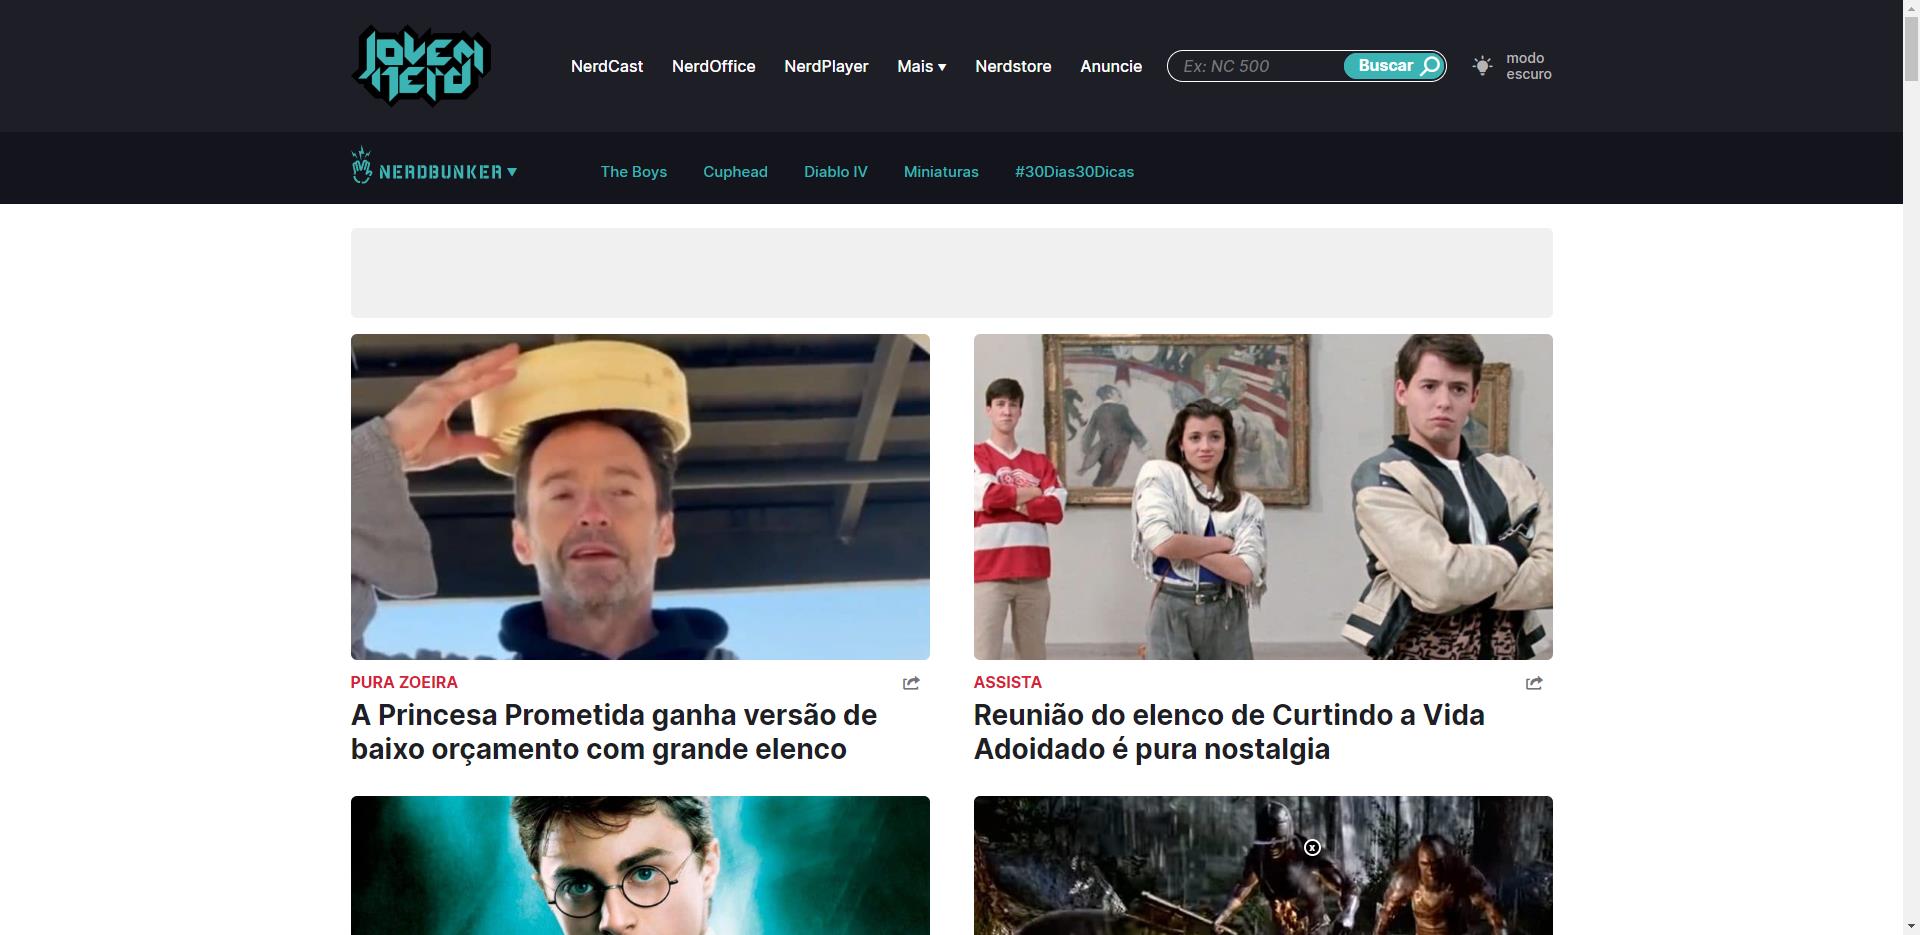 JOVEM
NERD
NerdCast
NerdOffice
NerdPlayer
Mais
Nerdstore
Anuncie
Ex: NC 500
Buscar
modo
escuro
NERDBUNKER
The Boys
Cuphead
Diablo IV
Miniaturas
#30Dias30Dicas
PURA ZOEIRA
A Princesa Prometida ganha versão de
baixo orçamento com grande elenco
ASSISTA
Reunião do elenco de Curtindo a Vida
Adoidado é pura nostalgia
x